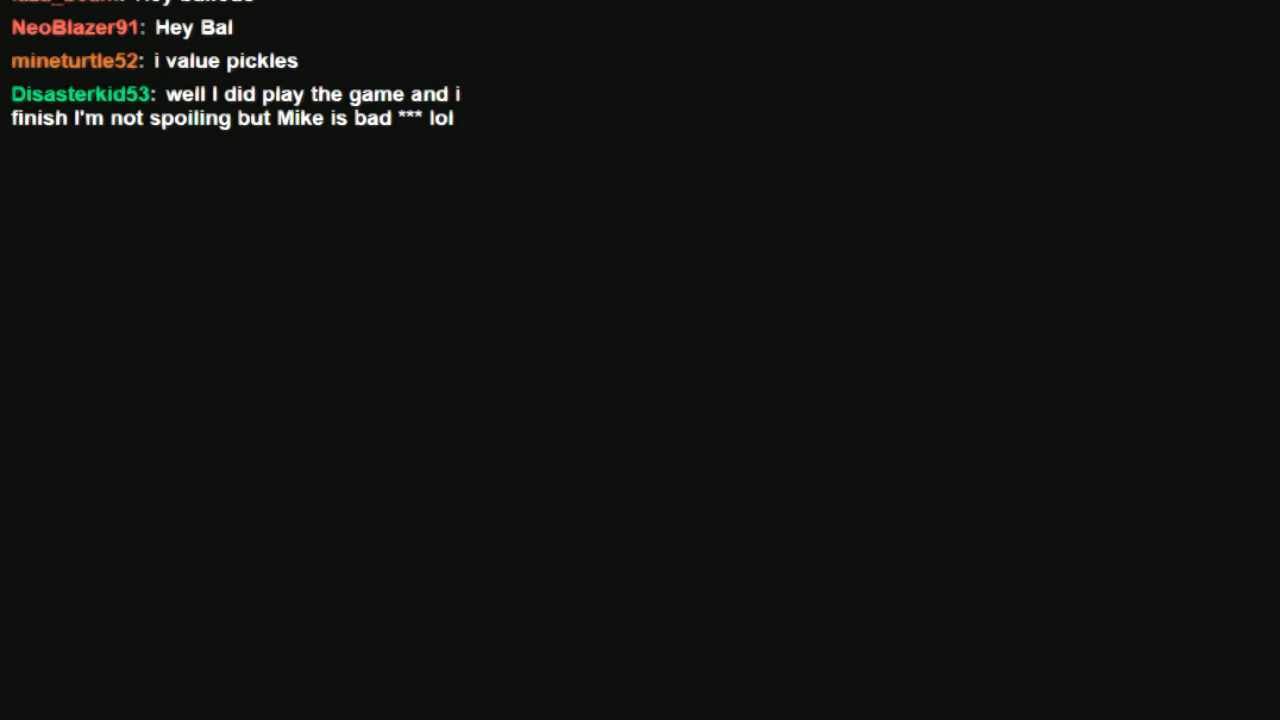 Hey
NeoBlazer91: Hey Bal
mineturtle52: i value pickles
Disasterkid53: well I did play the game and i
finish I'm not spoiling but Mike is bad *** lol